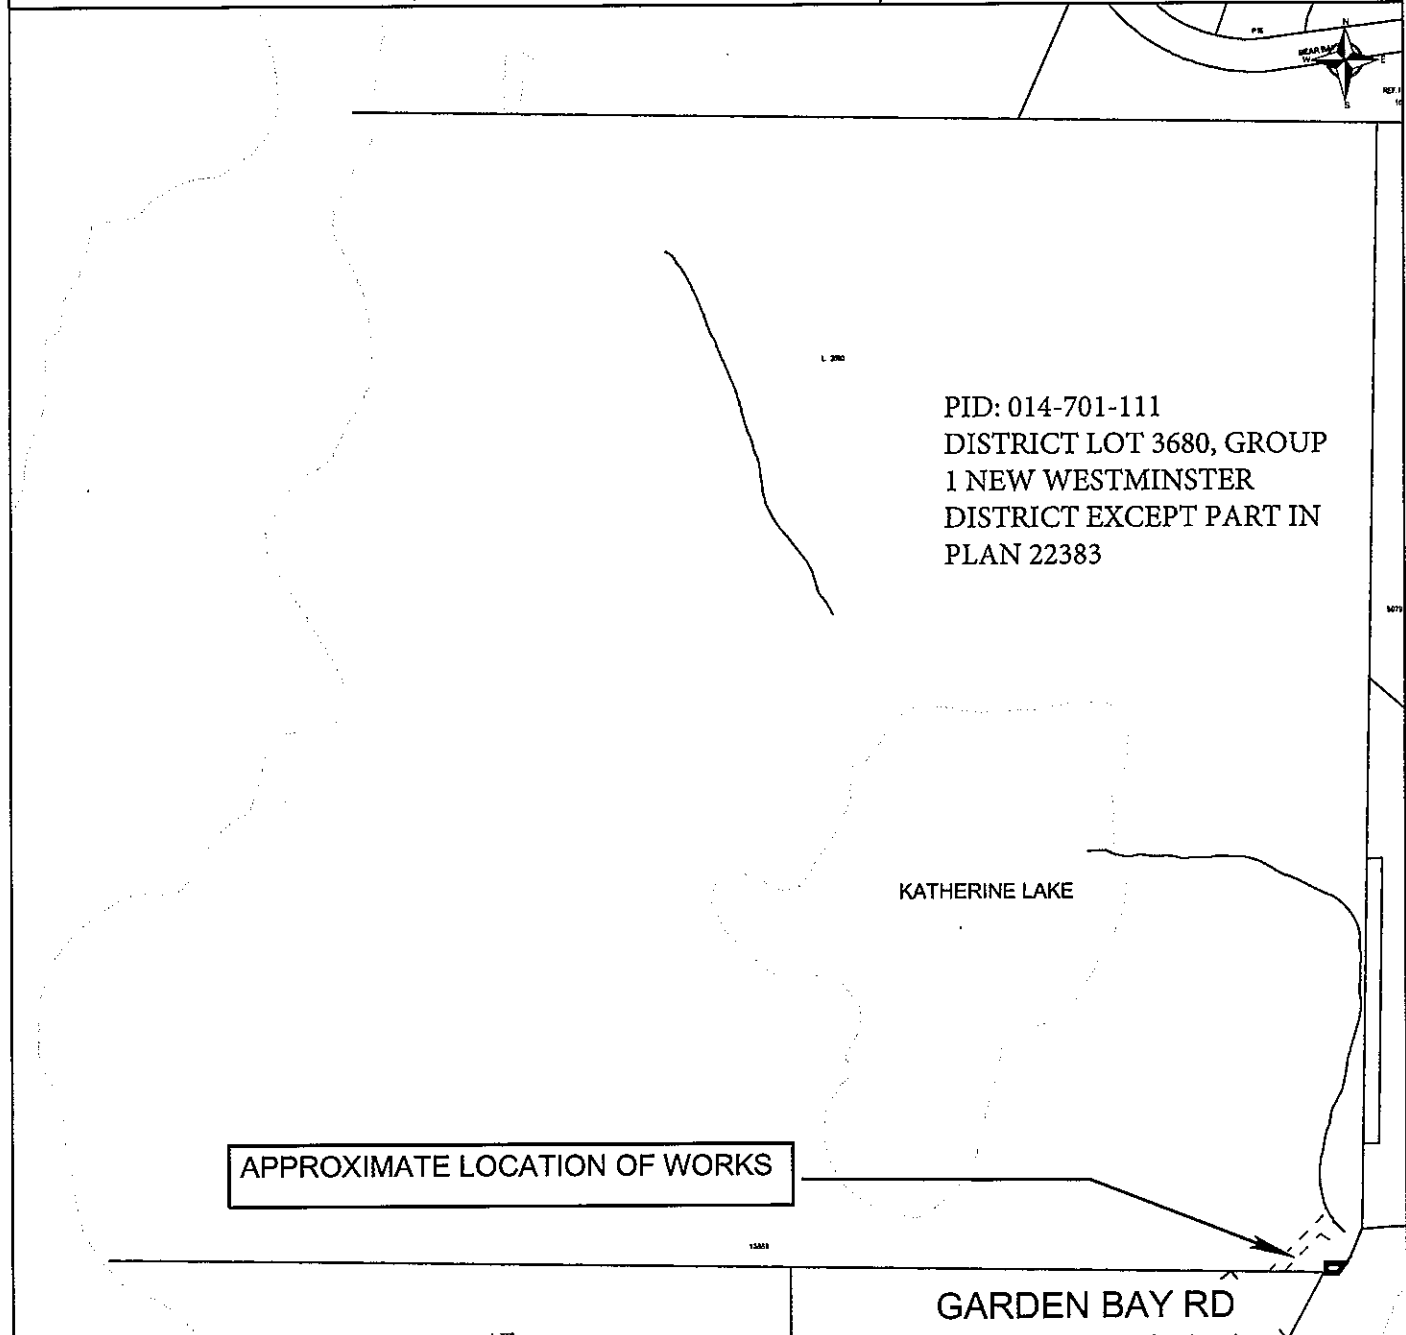 N
W
E
S
PID: 014-701-111
DISTRICT LOT 3680, GROUP
1 NEW WESTMINSTER
DISTRICT EXCEPT PART IN
PLAN 22383
KATHERINE LAKE
APPROXIMATE LOCATION OF WORKS
GARDEN BAY RD